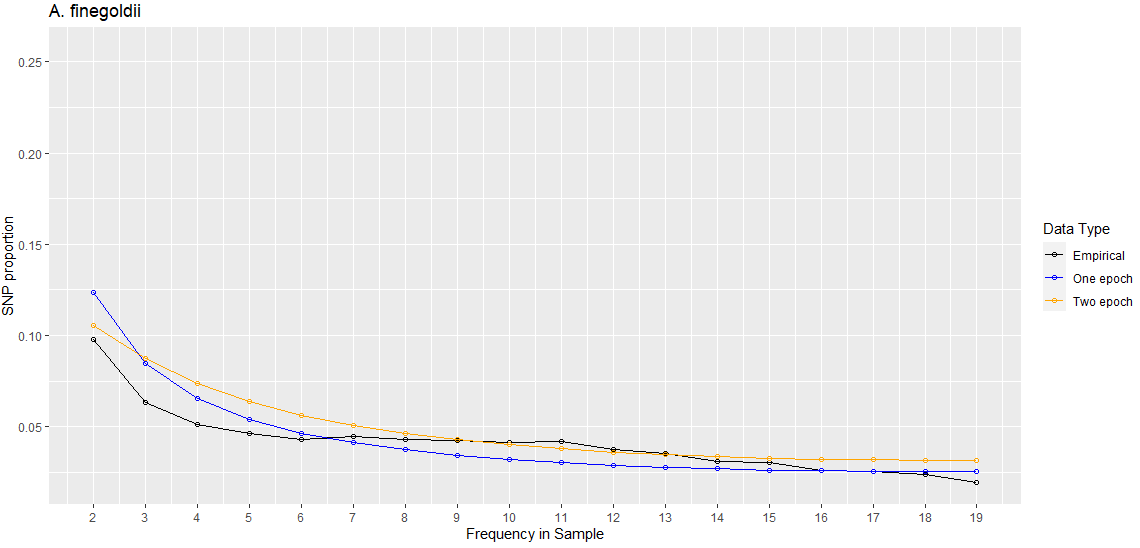 A. finegoldii
0.25
0.20
0.15
0.10
0.05
SNP proportion
2 3 4 5 6 7 8 9 10 11 12 13 14 15 16 17 18 19
Frequency in Sample
Data Type
Empirical
One epoch
Two epoch